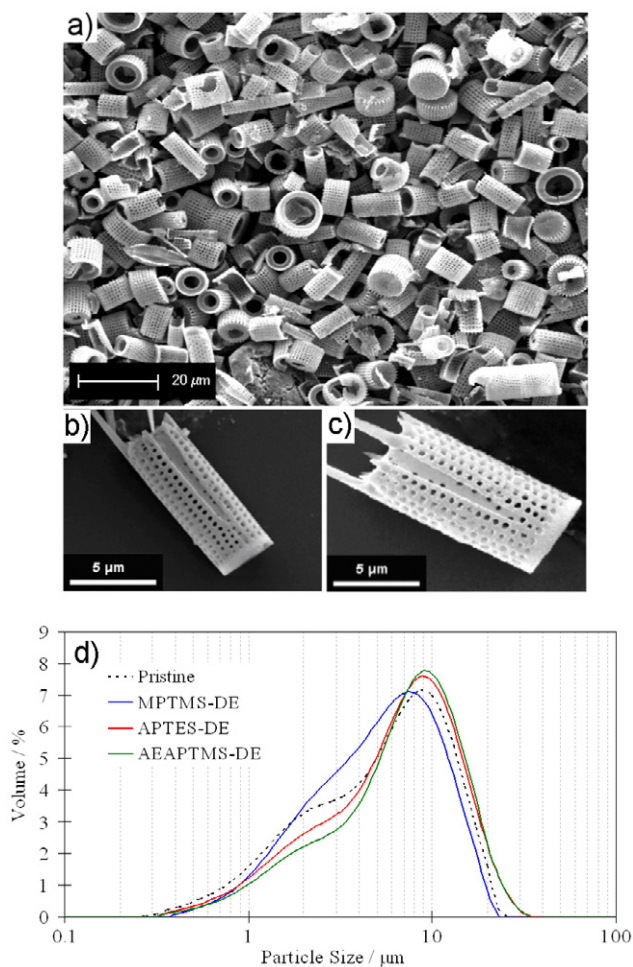 a)
20 µm
b)
5 µm
c)
5 µm
d)
Pristine
MPTMS-DE
APTES-DE
AEAPTMS-DE
Volume / %
9
8
7
6
5
4
3
2
1
0
0.1 1 10 100
Particle Size / µm